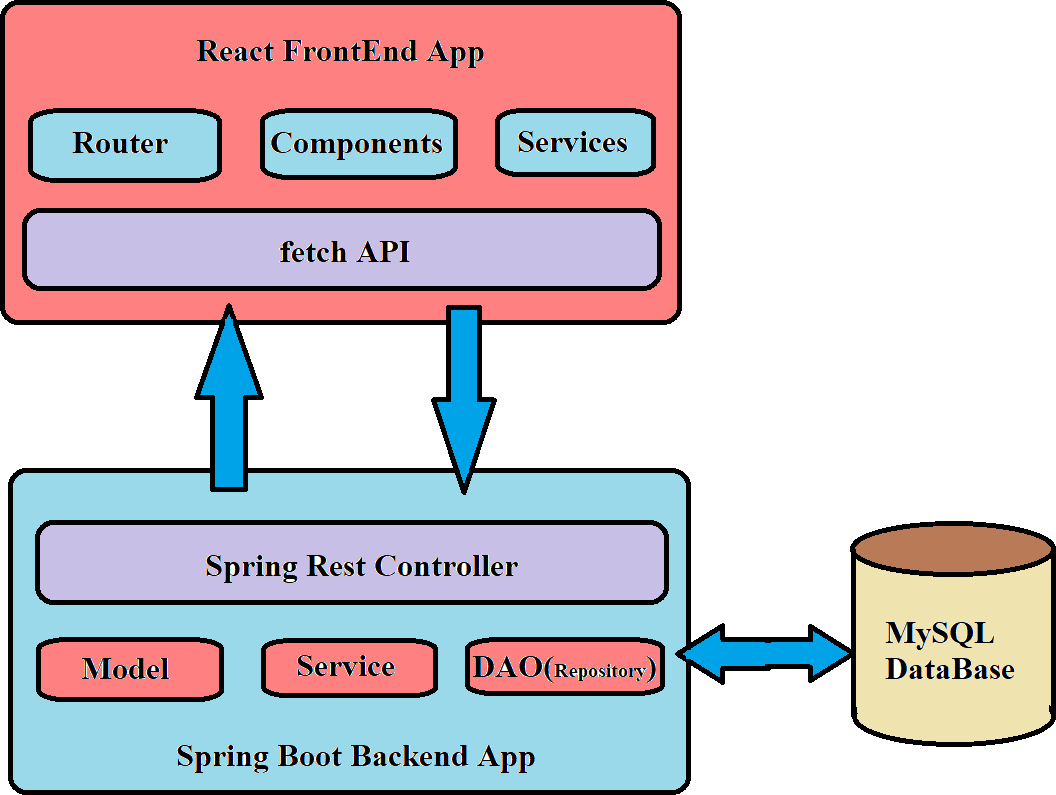 React FrontEnd App
Router
Components
Services
fetch API
Spring Rest Controller
Model
Service
DAO(Repository)
Spring Boot Backend App
MySQL
DataBase